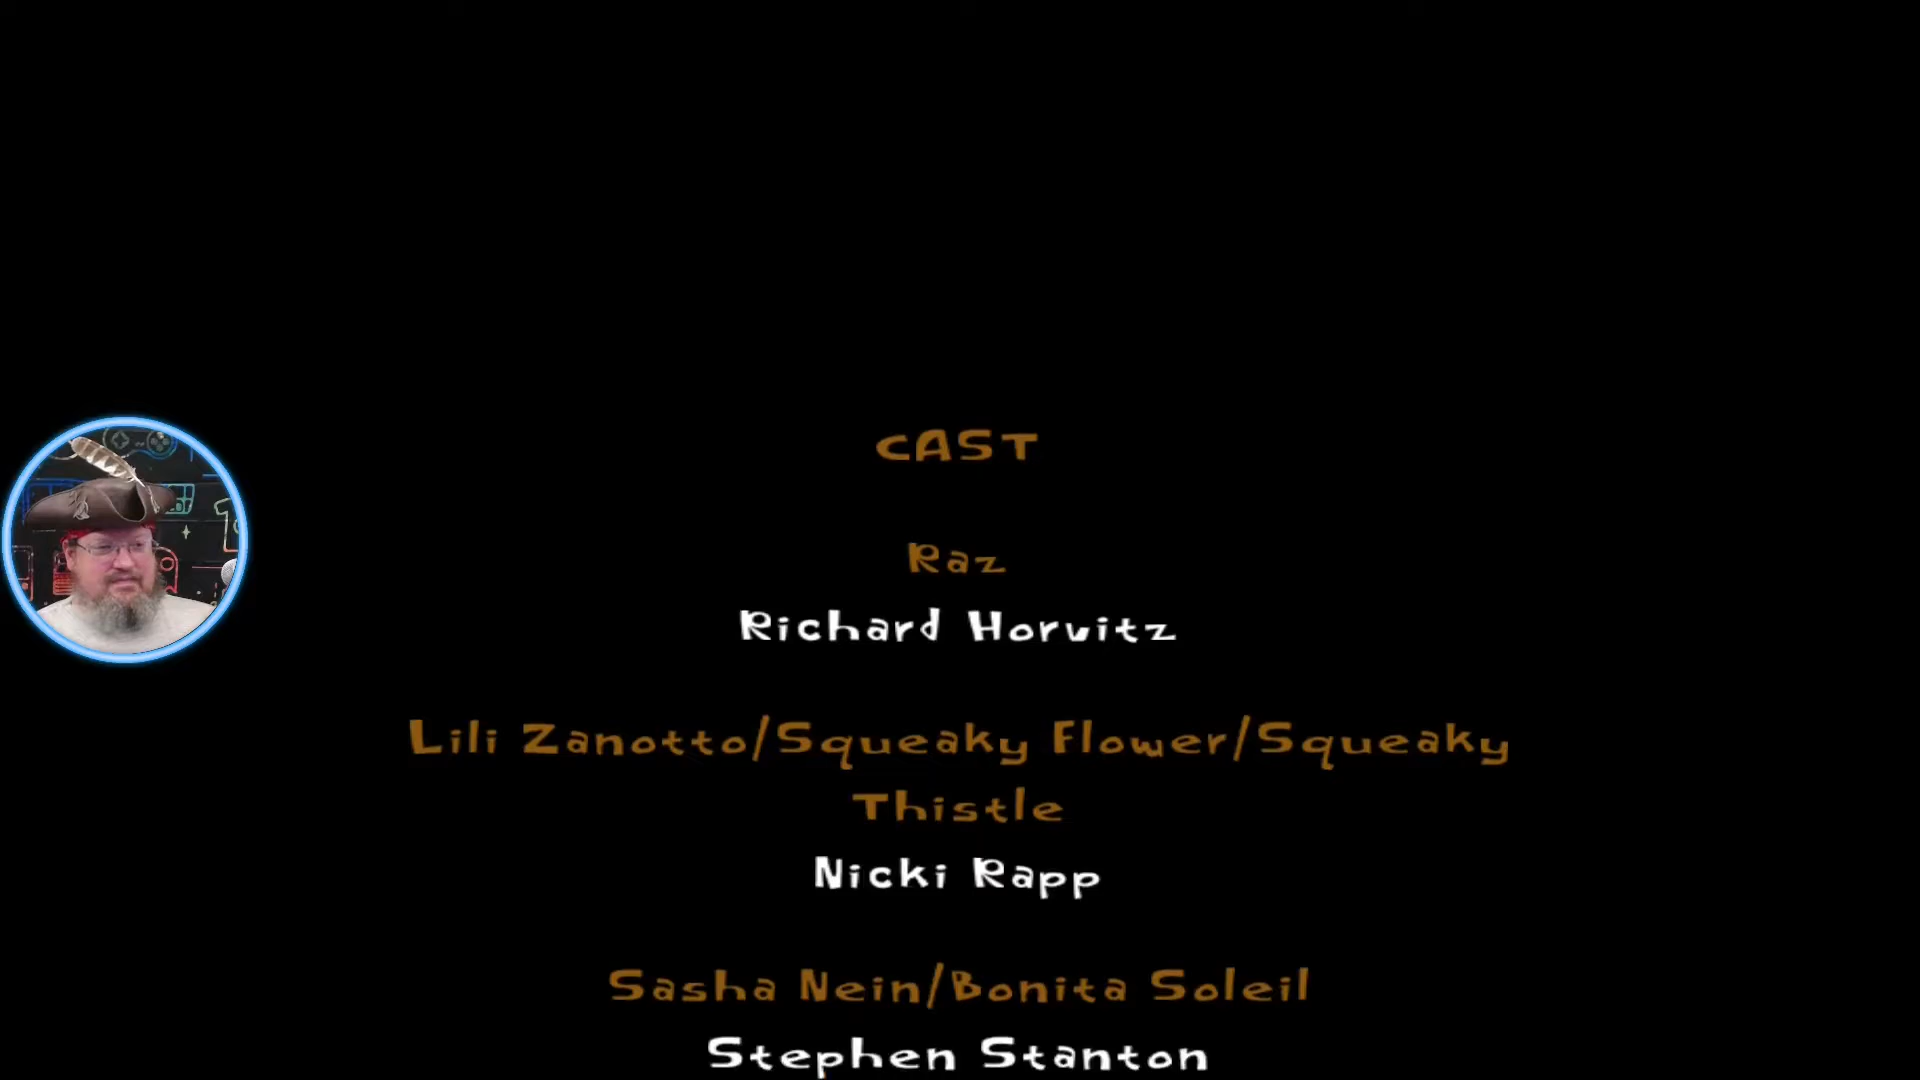 CAST
Raz
Richard Horvitz
Lili Zanotto/Squeaky Flower/Squeaky
Thistle
Nicki Rapp
Sasha Nein/Bonita Soleil
Stephen Stanton